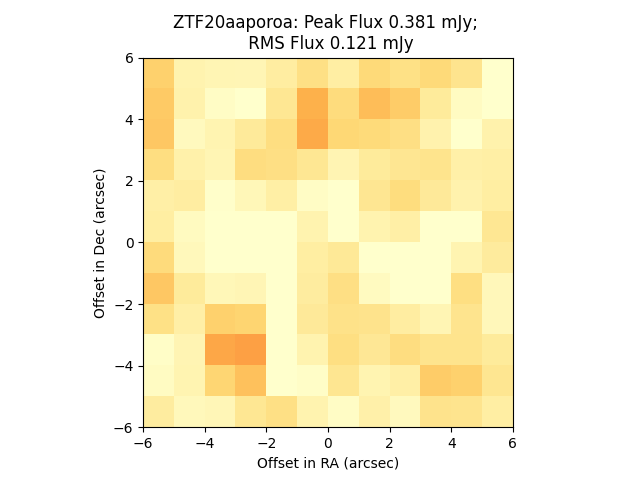 ZTF20aaporoa: Peak Flux 0.381 mJy;
RMS Flux 0.121 mJy
6
4
2
0
−2
−4
−6
Offset in Dec (arcsec)
−6 −4 −2 0 2 4 6
Offset in RA (arcsec)